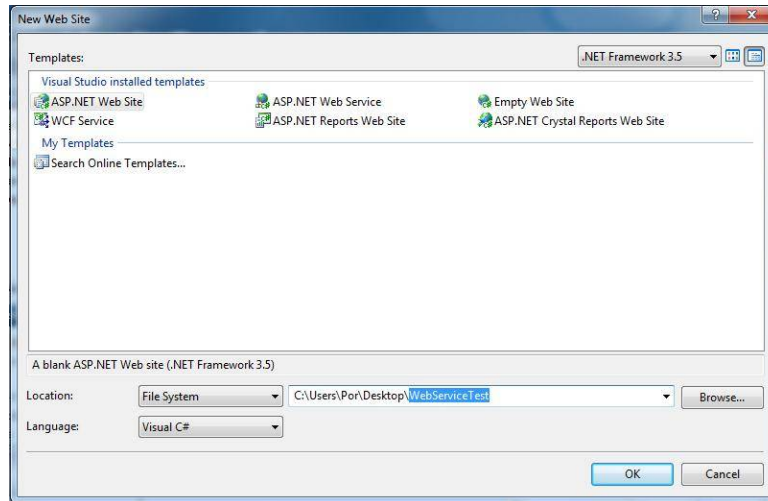 New Web Site
Templates:
.NET Framework 3.5
Visual Studio installed templates
ASP.NET Web Site
ASP.NET Web Service
Empty Web Site
WCF Service
ASP.NET Reports Web Site
ASP.NET Crystal Reports Web Site
My Templates
Search Online Templates...
A blank ASP.NET Web site (.NET Framework 3.5)
Location:
File System
C:\Users\Por\Desktop\WebServiceTest
Browse...
Language:
Visual C#
OK
Cancel